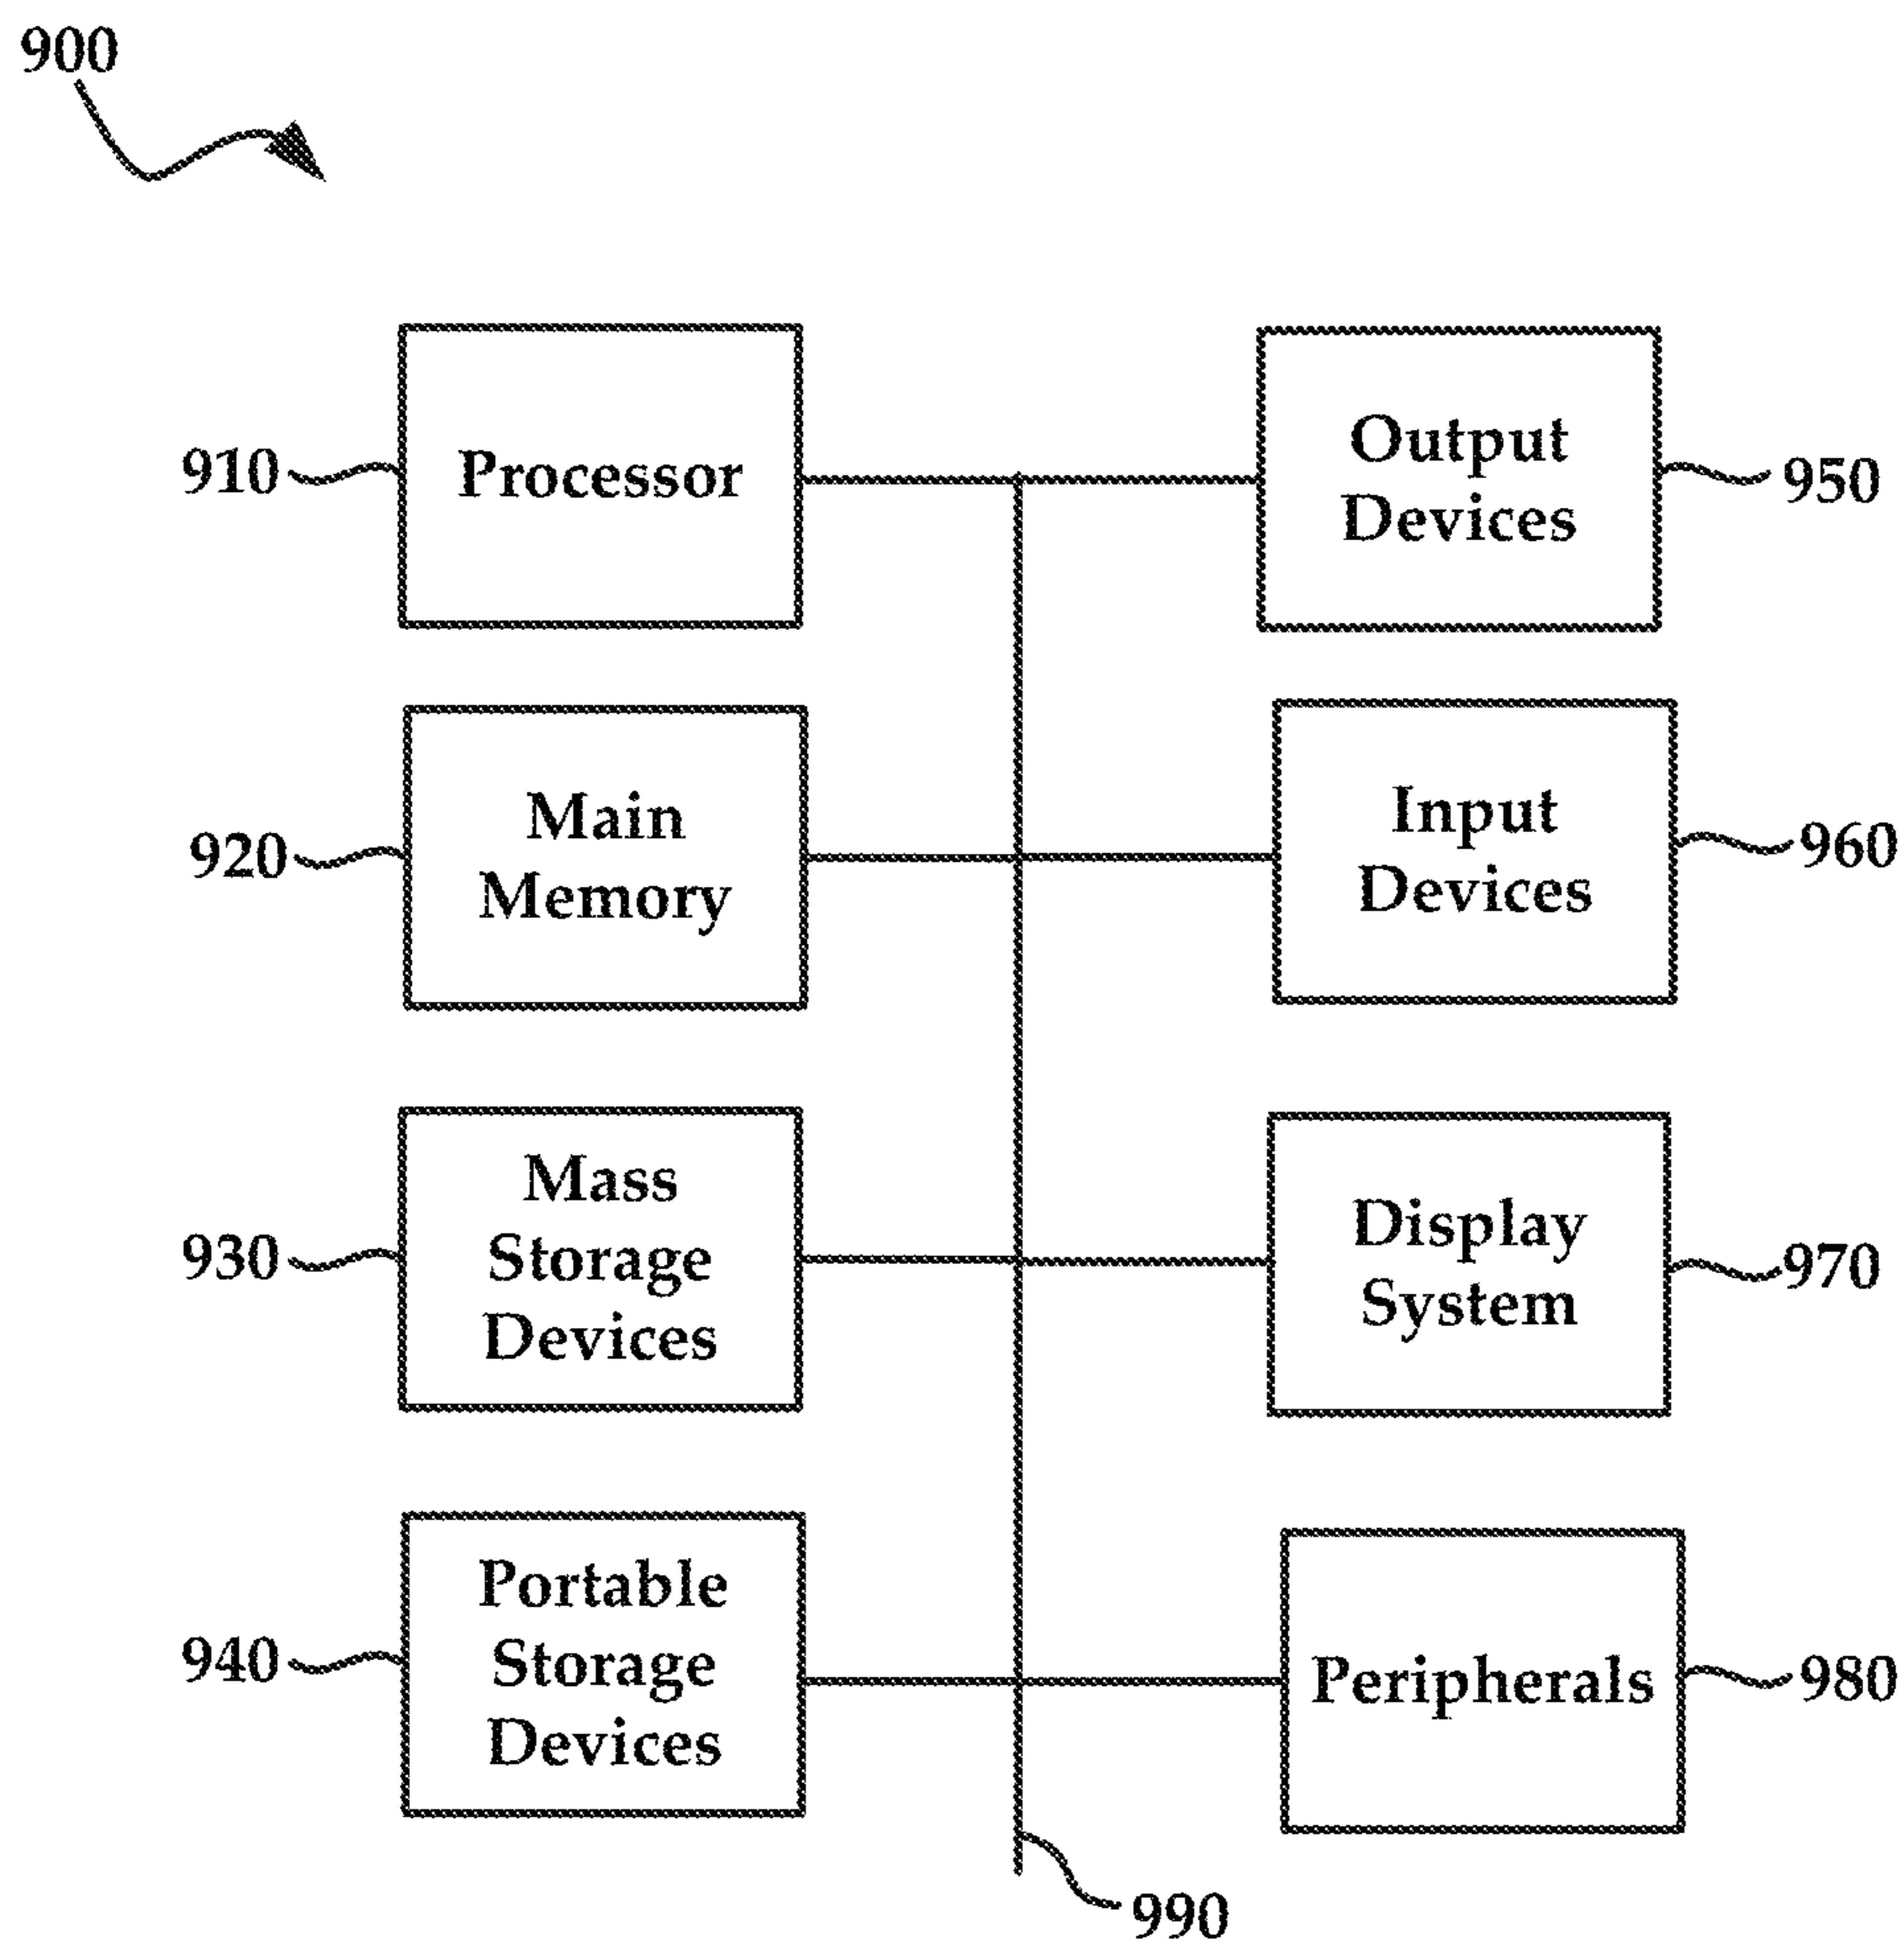 900
910
Processor
Output
Devices
950
920
Main
Memory
Input
Devices
960
930
Mass
Storage
Devices
Display
System
970
940
Portable
Storage
Devices
Peripherals
980
990